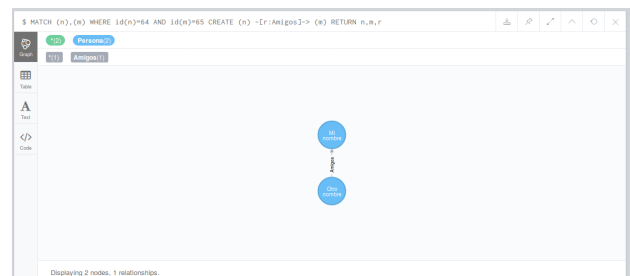 $ MATCH (n),(m) WHERE id(n)=64 AND id(m)=65 CREATE (n) -[r:Amigos]-> (m) RETURN n,m,r
Graph
*(2) Persona(2)
*(1) Amigos(1)
Table
A
Text
</>
Code
Mi
nombre
Amigos
Otro
nombre
Displaying 2 nodes, 1 relationships.